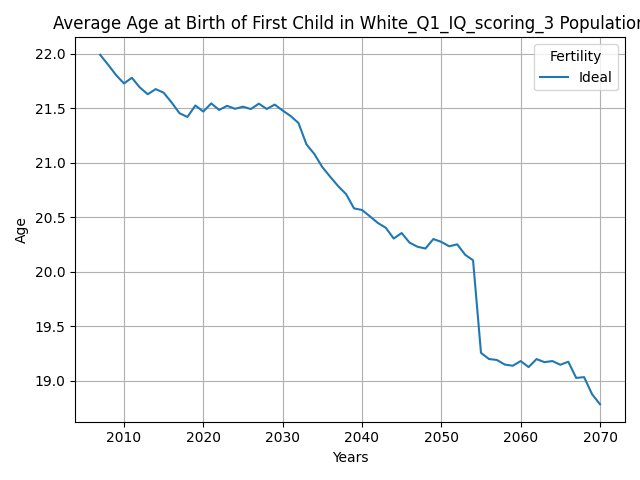 Average Age at Birth of First Child in White_Q1_IQ_scoring_3 Population
Fertility
Ideal
22.0
21.5
21.0
20.5
20.0
19.5
19.0
Age
2010 2020 2030 2040 2050 2060 2070
Years